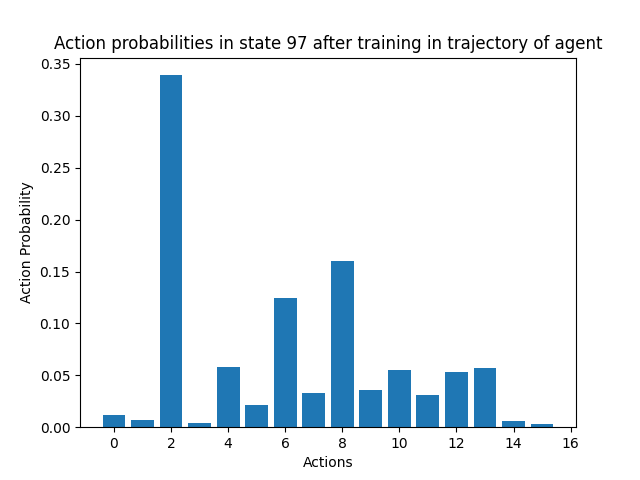 Action probabilities in state 97 after training in trajectory of agent
0.35
0.30
0.25
0.20
0.15
0.10
0.05
0.00
Action Probability
0 2 4 6 8 10 12 14 16
Actions